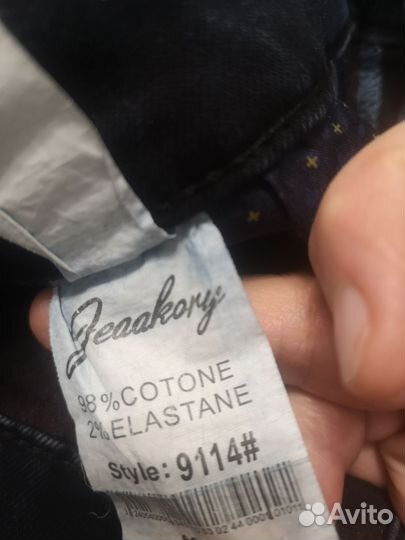 Jeaakory
98%COTONE
2%ELASTANE
Style: 9114#
Avito